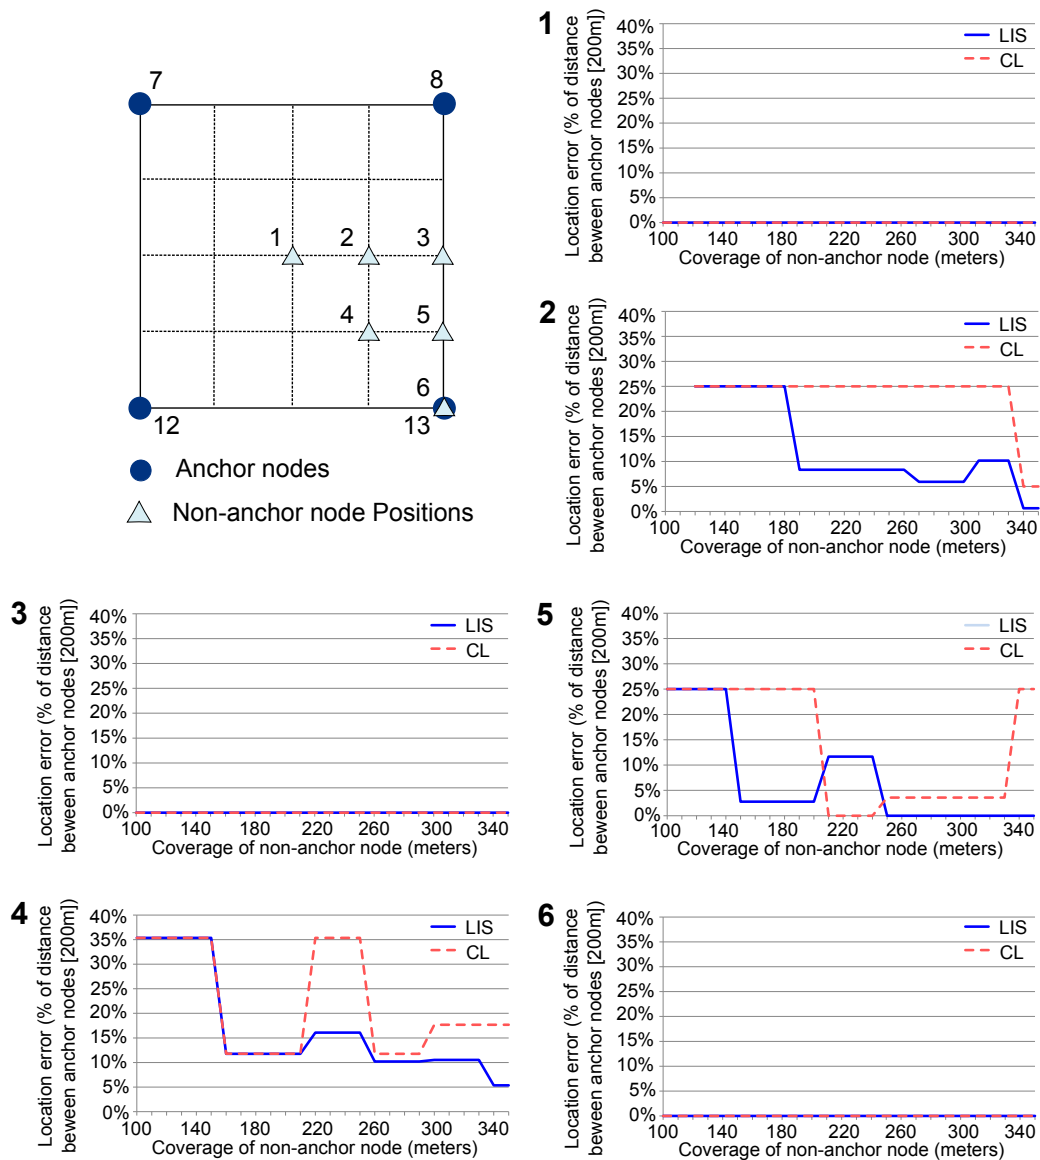 7
8
1
2
3
4
5
6
12
13
Anchor nodes
Non-anchor node Positions
1
Location error (% of distance
beween anchor nodes [200m])
40%
35%
30%
25%
20%
15%
10%
5%
0%
LIS
CL
100 140 180 220 260 300 340
Coverage of non-anchor node (meters)
2
Location error (% of distance
beween anchor nodes [200m])
40%
35%
30%
25%
20%
15%
10%
5%
0%
LIS
CL
100 140 180 220 260 300 340
Coverage of non-anchor node (meters)
3
Location error (% of distance
beween anchor nodes [200m])
40%
35%
30%
25%
20%
15%
10%
5%
0%
LIS
CL
100 140 180 220 260 300 340
Coverage of non-anchor node (meters)
5
Location error (% of distance
beween anchor nodes [200m])
40%
35%
30%
25%
20%
15%
10%
5%
0%
LIS
CL
100 140 180 220 260 300 340
Coverage of non-anchor node (meters)
4
Location error (% of distance
beween anchor nodes [200m])
40%
35%
30%
25%
20%
15%
10%
5%
0%
LIS
CL
100 140 180 220 260 300 340
Coverage of non-anchor node (meters)
6
Location error (% of distance
beween anchor nodes [200m])
40%
35%
30%
25%
20%
15%
10%
5%
0%
LIS
CL
100 140 180 220 260 300 340
Coverage of non-anchor node (meters)